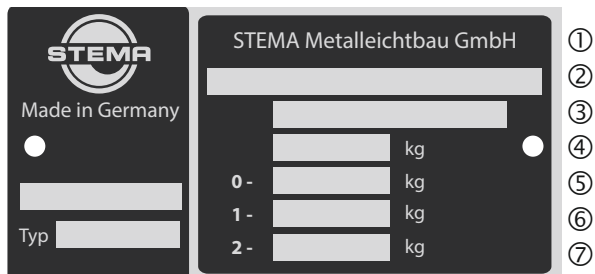 STEMA
Made in Germany
Typ
STEMA Metalleichtbau GmbH
kg
0 - kg
1 - kg
2 - kg
①
②
③
④
⑤
⑥
⑦